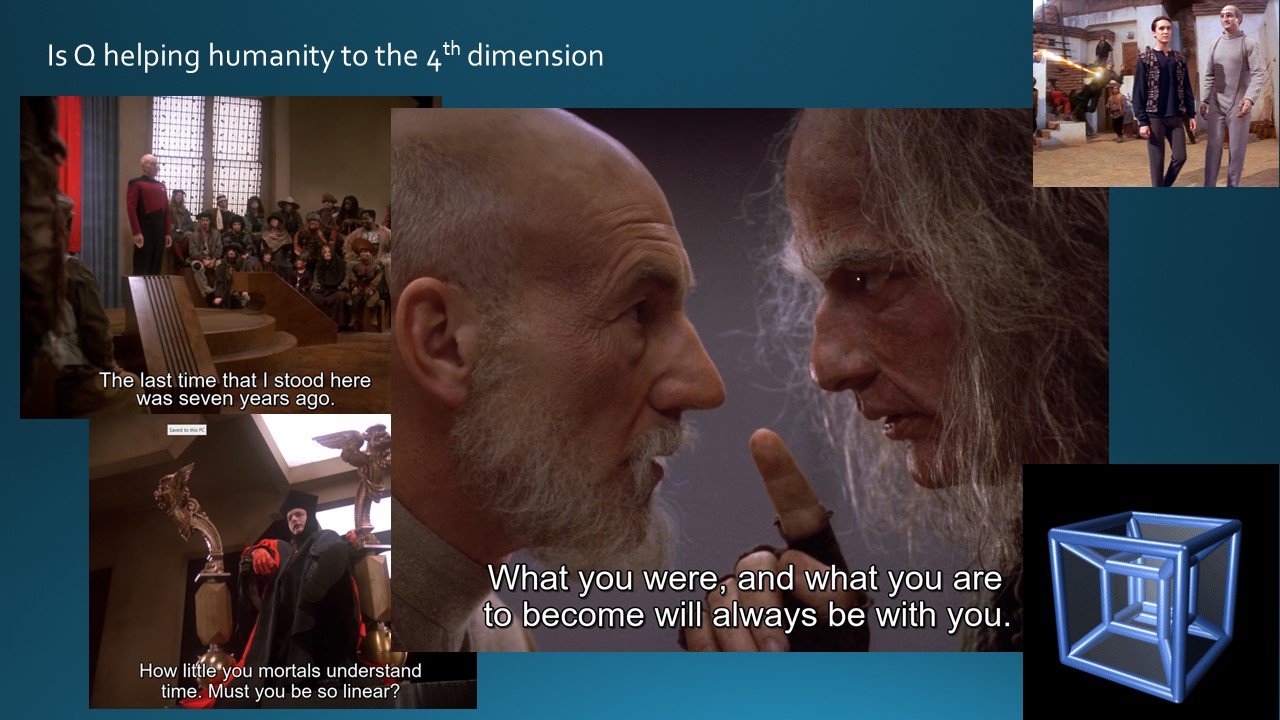 Is Q helping humanity to the 4th dimension
The last time that I stood here
was seven years ago.
Saved to this PC
What you were, and what you are
to become will always be with you.
How little you mortals understand
time. Must you be so linear?